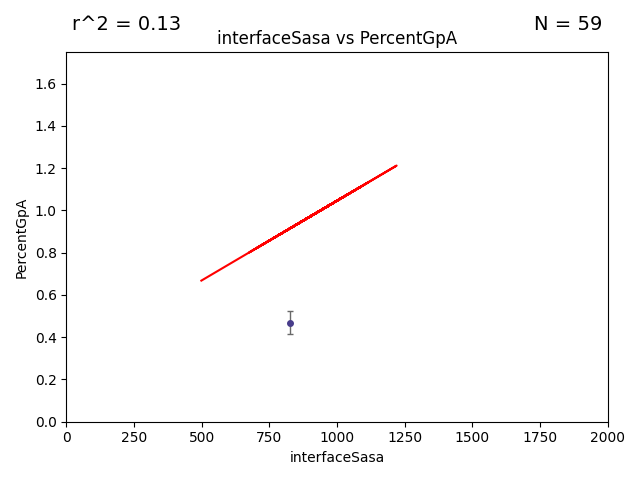 r^2 = 0.13
N = 59
interfaceSasa vs PercentGpA
PercentGpA
1.6
1.4
1.2
1.0
0.8
0.6
0.4
0.2
0.0
0 250 500 750 1000 1250 1500 1750 2000
interfaceSasa